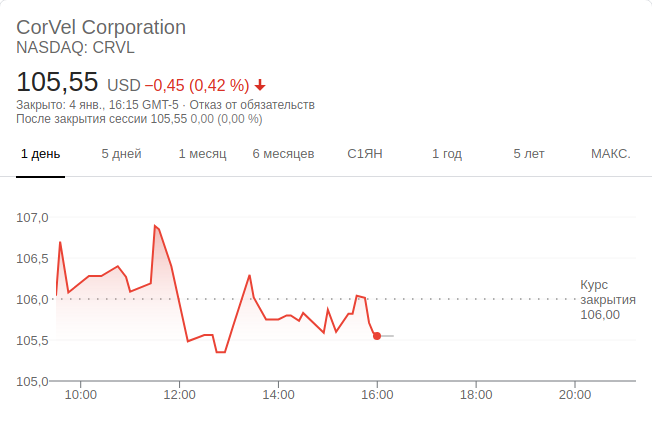 CorVel Corporation
NASDAQ: CRVL
105,55 USD −0,45 (0,42 %)
Закрыто: 4 янв., 16:15 GMT-5 · Отказ от обязательств
После закрытия сессии 105,55 0,00 (0,00 %)
1 день 5 дней 1 месяц 6 месяцев С1ЯН 1 год 5 лет МАКС.
107,0
106,5
106,0
105,5
105,0
Курс
закрытия
106,00
10:00 12:00 14:00 16:00 18:00 20:00